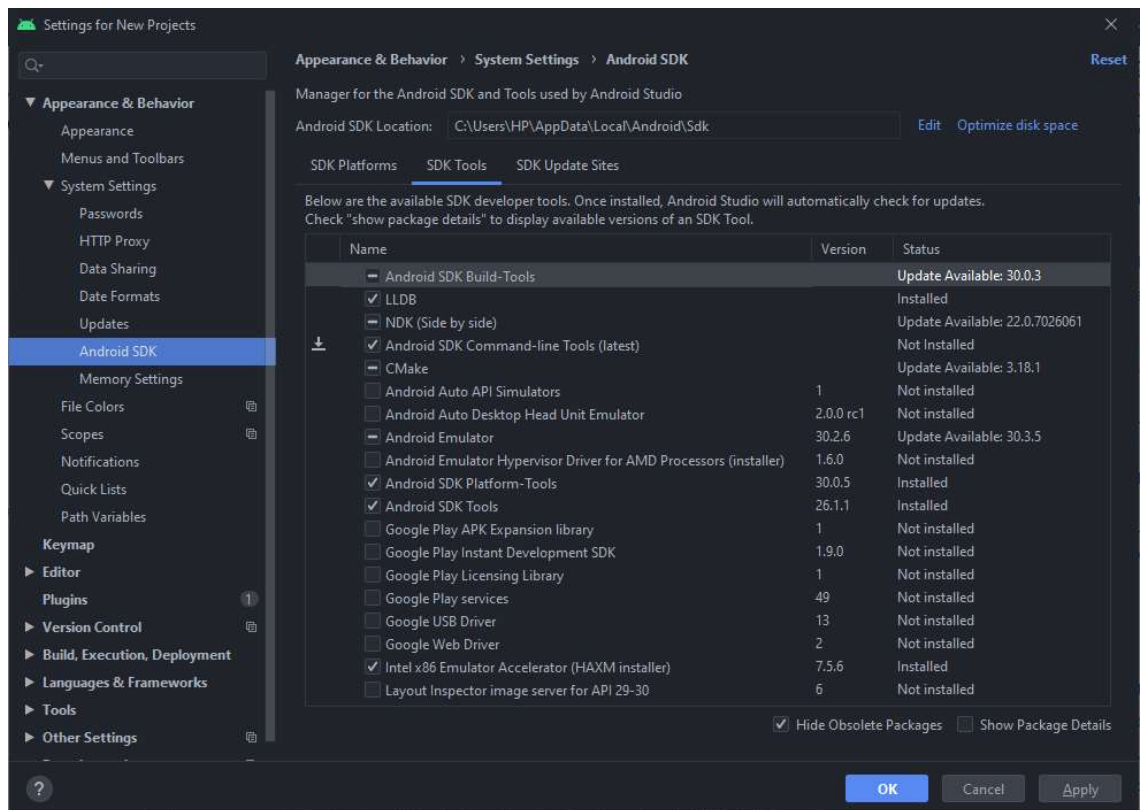 Settings for New Projects
Appearance & Behavior
Appearance
Menus and Toolbars
System Settings
Passwords
HTTP Proxy
Data Sharing
Date Formats
Updates
Android SDK
Memory Settings
File Colors
Scopes
Notifications
Quick Lists
Path Variables
Keymap
Editor
Plugins 1
Version Control
Build, Execution, Deployment
Languages & Frameworks
Tools
Other Settings
Appearance & Behavior › System Settings › Android SDK Reset
Manager for the Android SDK and Tools used by Android Studio
Android SDK Location: C:\Users\HP\AppData\Local\Android\Sdk Edit Optimize disk space
SDK Platforms SDK Tools SDK Update Sites
Below are the available SDK developer tools. Once installed, Android Studio will automatically check for updates.
Check "show package details" to display available versions of an SDK Tool.
Name Version Status
Android SDK Build-Tools Update Available: 30.0.3
LLDB Installed
NDK (Side by side) Update Available: 22.0.7026061
Android SDK Command-line Tools (latest) Not Installed
CMake Update Available: 3.18.1
Android Auto API Simulators 1 Not installed
Android Auto Desktop Head Unit Emulator 2.0.0 rc1 Not installed
Android Emulator 30.2.6 Update Available: 30.3.5
Android Emulator Hypervisor Driver for AMD Processors (installer) 1.6.0 Not installed
Android SDK Platform-Tools 30.0.5 Installed
Android SDK Tools 26.1.1 Installed
Google Play APK Expansion library 1 Not installed
Google Play Instant Development SDK 1.9.0 Not installed
Google Play Licensing Library 1 Not installed
Google Play services 49 Not installed
Google USB Driver 13 Not installed
Google Web Driver 2 Not installed
Intel x86 Emulator Accelerator (HAXM installer) 7.5.6 Installed
Layout Inspector image server for API 29-30 6 Not installed
Hide Obsolete Packages Show Package Details
? OK Cancel Apply